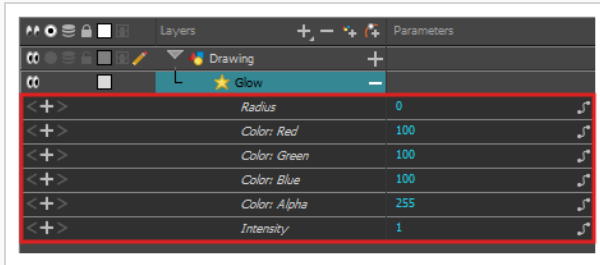 Layers Parameters
Drawing
Glow
Radius 0
Color: Red 100
Color: Green 100
Color: Blue 100
Color: Alpha 255
Intensity 1